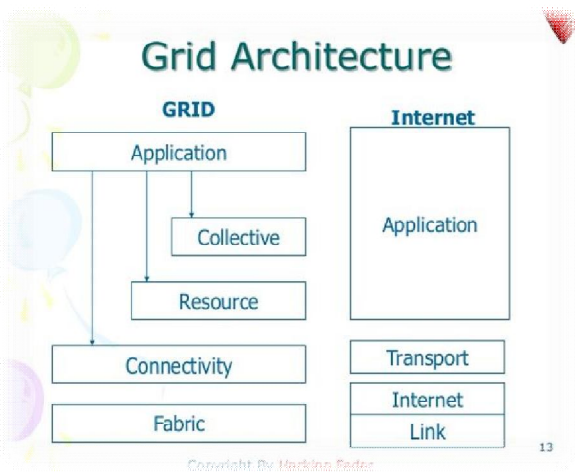 Grid Architecture
GRID
Application
Collective
Resource
Connectivity
Fabric
Internet
Application
Transport
Internet
Link
13
Copyright By